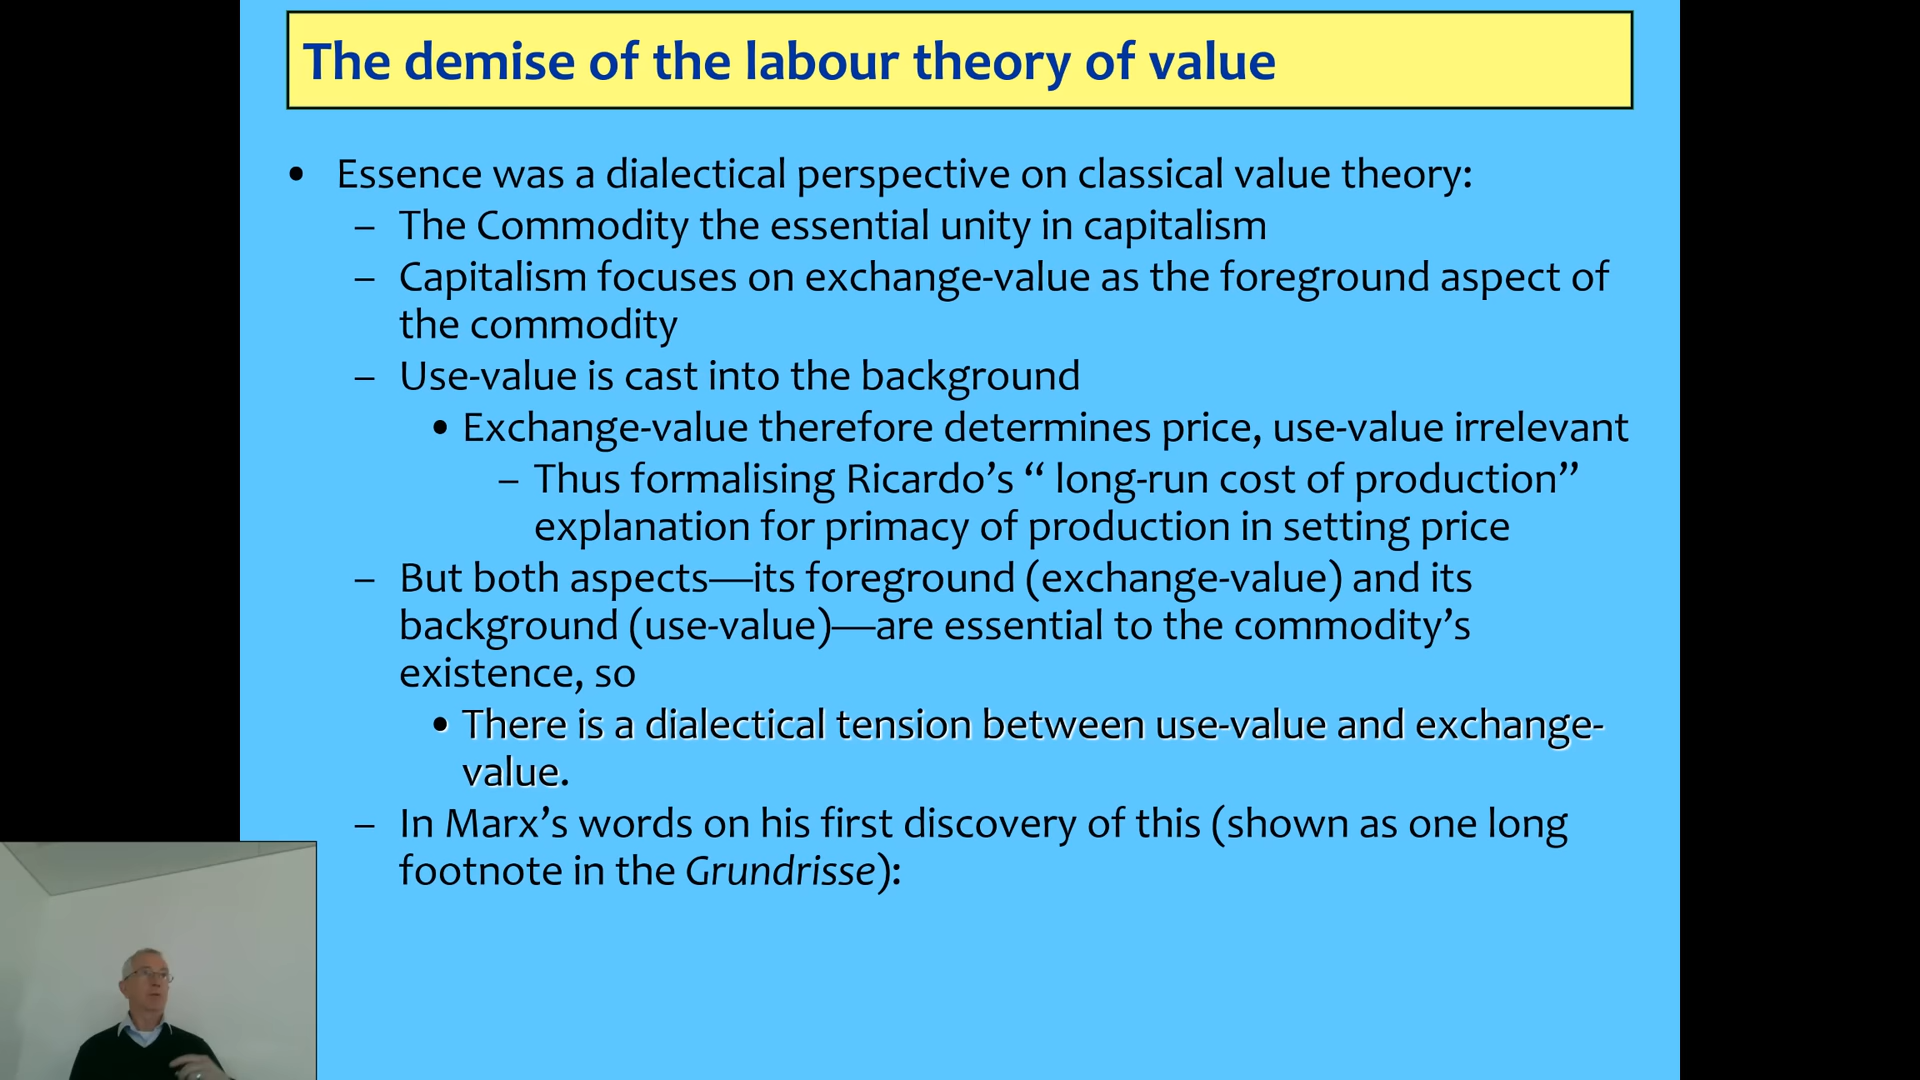 The demise of the labour theory of value
• Essence was a dialectical perspective on classical value theory:
– The Commodity the essential unity in capitalism
– Capitalism focuses on exchange-value as the foreground aspect of
the commodity
– Use-value is cast into the background
• Exchange-value therefore determines price, use-value irrelevant
– Thus formalising Ricardo’s “ long-run cost of production”
explanation for primacy of production in setting price
– But both aspects—its foreground (exchange-value) and its
background (use-value)—are essential to the commodity’s
existence, so
• There is a dialectical tension between use-value and exchange-
value.
– In Marx’s words on his first discovery of this (shown as one long
footnote in the Grundrisse):